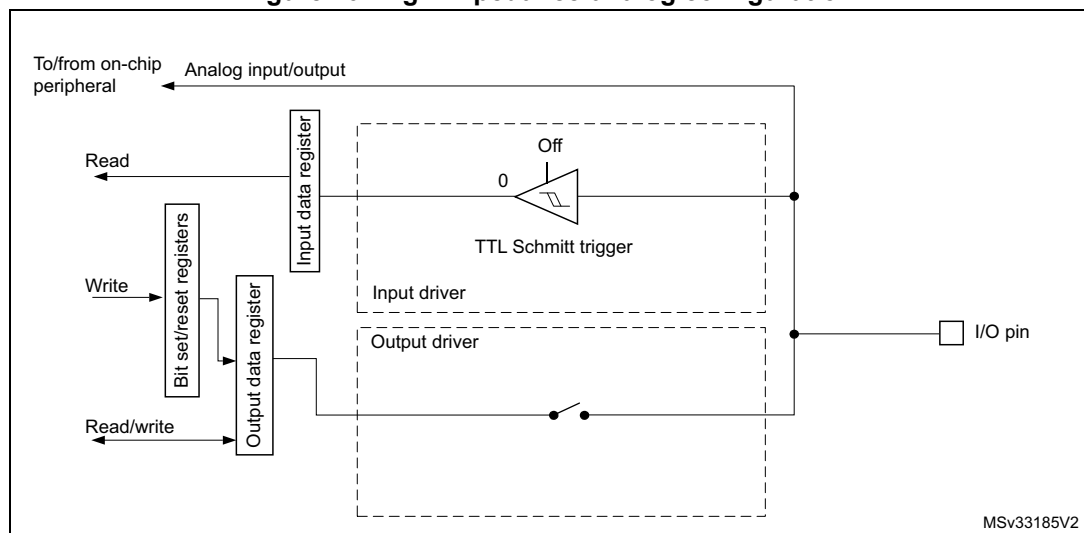 To/from on-chip
peripheral
Analog input/output
Off
Read
0
Input data register
TTL Schmitt trigger
Bit set/reset registers
Write
Input driver
Output data register
Output driver
I/O pin
Read/write
MSv33185V2